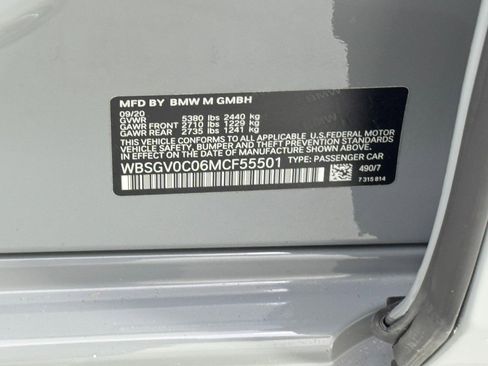 MFD BY BMW M GMBH
09/20
GVWR 5380 lbs 2440 kg
GAWR FRONT 2710 lbs 1229 kg
GAWR REAR 2735 lbs 1241 kg
THIS VEHICLE CONFORMS TO ALL APPLICABLE U.S.FEDERAL MOTOR
VEHICLE SAFETY, BUMPER, AND THEFT PREVENTION
STANDARDS IN EFFECT ON THE DATE OF MANUFACTURE SHOWN ABOVE.
WBSGV0C06MCF55501 TYPE: PASSENGER CAR
490/7
7 315 814